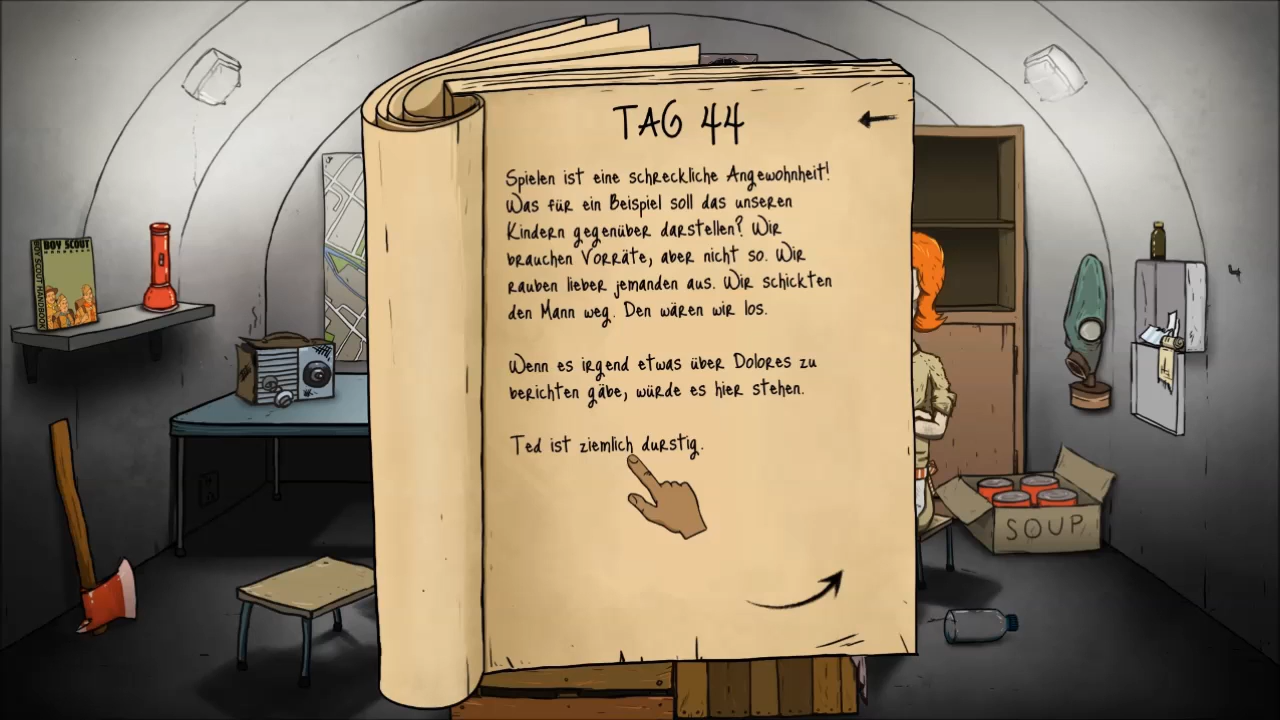 TAG 44
Spielen ist eine schreckliche Angewohnheit!
Was für ein Beispiel soll das unseren
Kindern gegenüber darstellen? Wir
brauchen Vorräte, aber nicht so. Wir
rauben lieber jemanden aus. Wir schickten
den Mann weg. Den wären wir los.
Wenn es irgend etwas über Dolores zu
berichten gäbe, würde es hier stehen.
Ted ist ziemlich durstig.
BOY SCOUT
BOY SCOUT HANDBOOK
SOUP